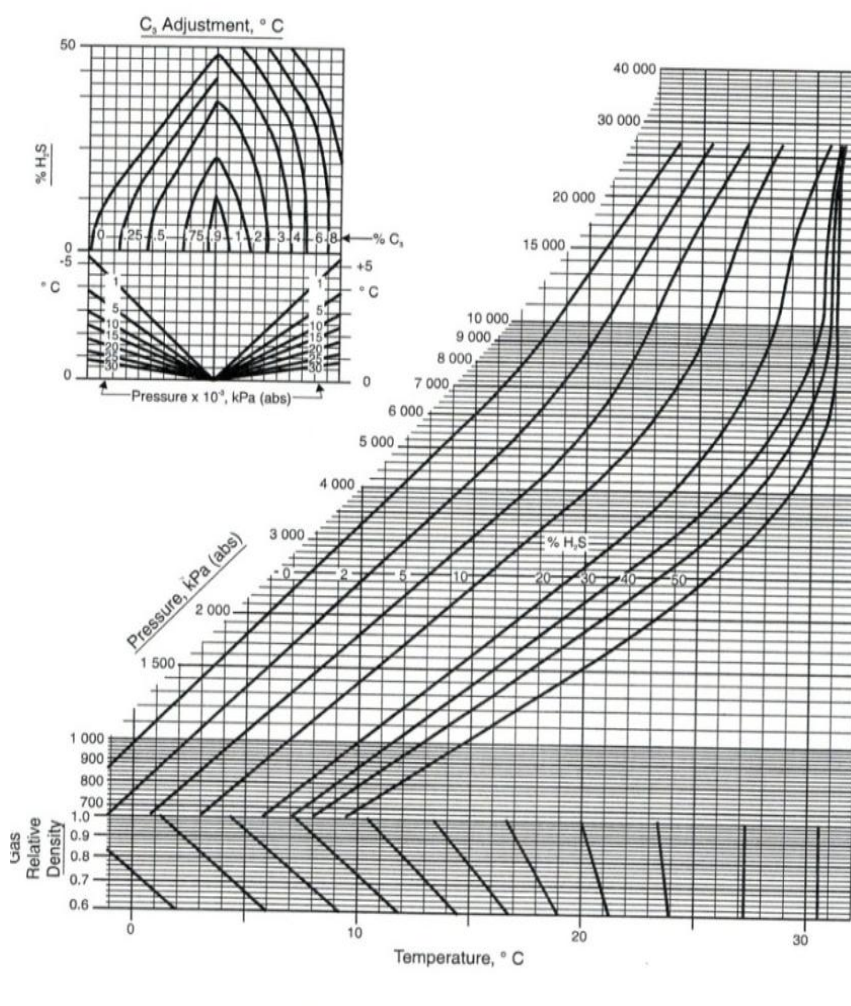 C3 Adjustment, ° C
50
% H2S
0
0 .25 .5 .75 .9 1 2 3 4 6 8 % C3
-5 +5
° C ° C
1 1
5 5
10 10
15 15
20 20
25 25
30 30
0 0
Pressure x 10-3, kPa (abs)
40 000
30 000
20 000
15 000
10 000
9 000
8 000
7 000
6 000
5 000
4 000
3 000
2 000
1 500
1 000
900
800
700
Pressure, kPa (abs)
% H2S
0 2 5 10 20 30 40 50
Gas
Relative
Density
1.0
0.9
0.8
0.7
0.6
0 10 20 30
Temperature, ° C